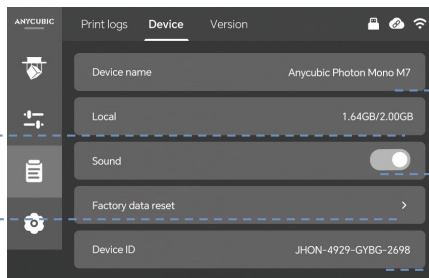 ANYCUBIC Print logs Device Version
Device name Anycubic Photon Mono M7
Local 1.64GB/2.00GB
Sound
Factory data reset >
Device ID JHON-4929-GYBG-2698